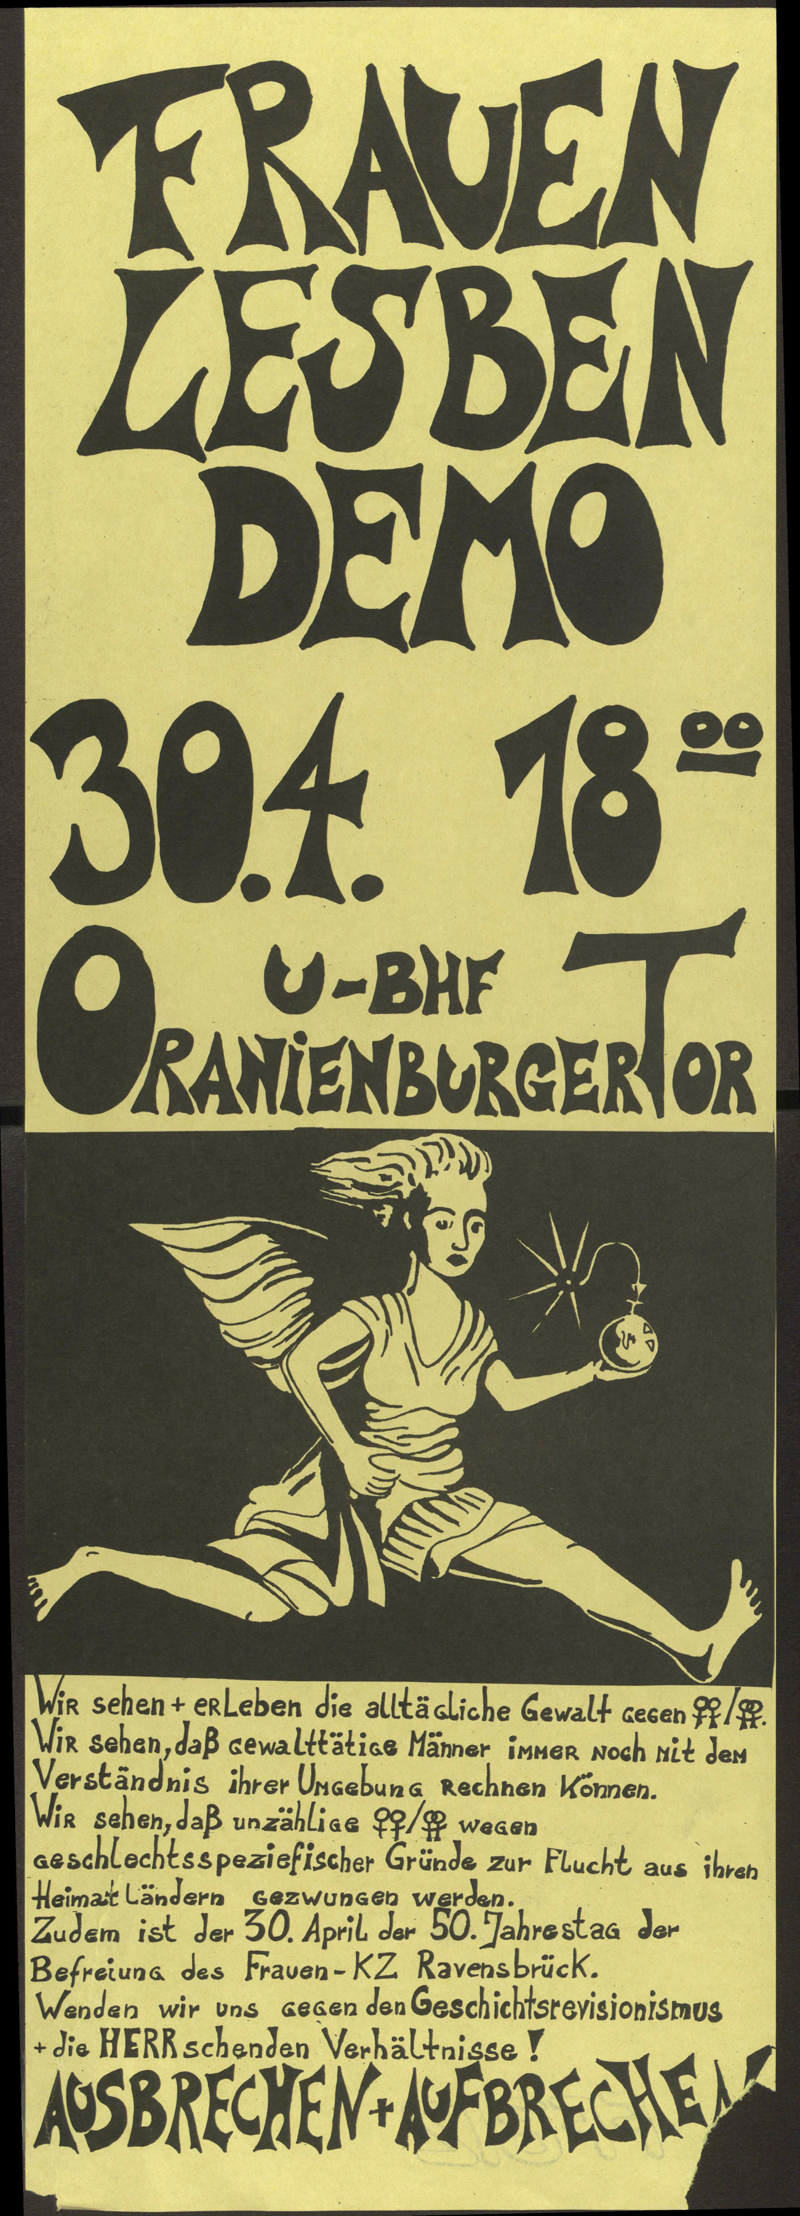 FRAUEN
LESBEN
DEMO
30.4. 18⁰⁰
U-BHF
ORANiENBURGER TOR
WiR sehen + erLeben die alltägliche Gewalt gegen ♀♀/⚢.
WiR sehen, daß gewalttätige Männer immer noch mit dem
Verständnis ihrer Umgebung rechnen können.
WiR sehen, daß unzählige ♀♀/⚢ wegen
geschlechtsspeziefischer Gründe zur Flucht aus ihren
Heimatländern gezwungen werden.
Zudem ist der 30. April der 50. Jahrestag der
Befreiung des Frauen-KZ Ravensbrück.
Wenden wir uns gegen den Geschichtsrevisionismus
+ die HERRschenden Verhältnisse!
AUSBRECHEN + AUFBRECHEN